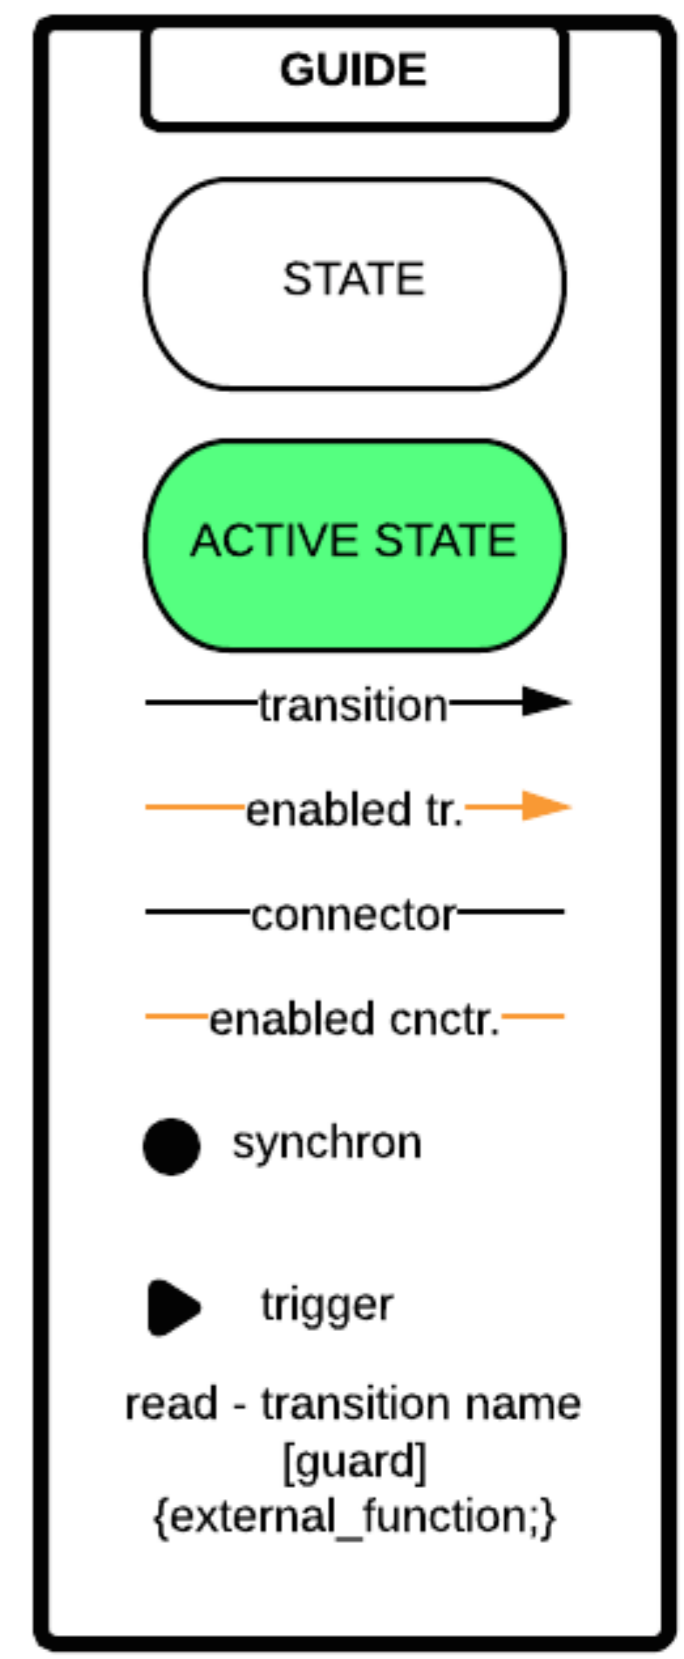 GUIDE
STATE
ACTIVE STATE
transition
enabled tr.
connector
enabled cnctr.
synchron
trigger
read - transition name
[guard]
{external_function;}